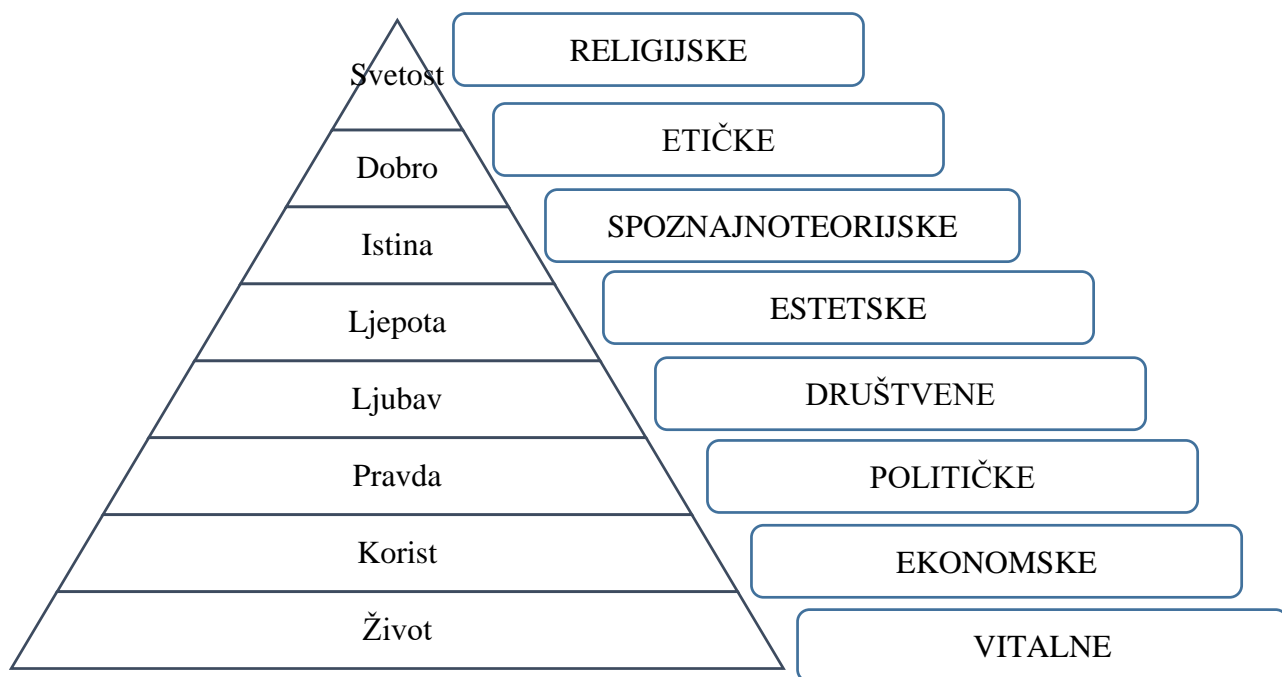 Svetost
RELIGIJSKE
Dobro
ETIČKE
Istina
SPOZNAJNOTEORIJSKE
Ljepota
ESTETSKE
Ljubav
DRUŠTVENE
Pravda
POLITIČKE
Korist
EKONOMSKE
Život
VITALNE